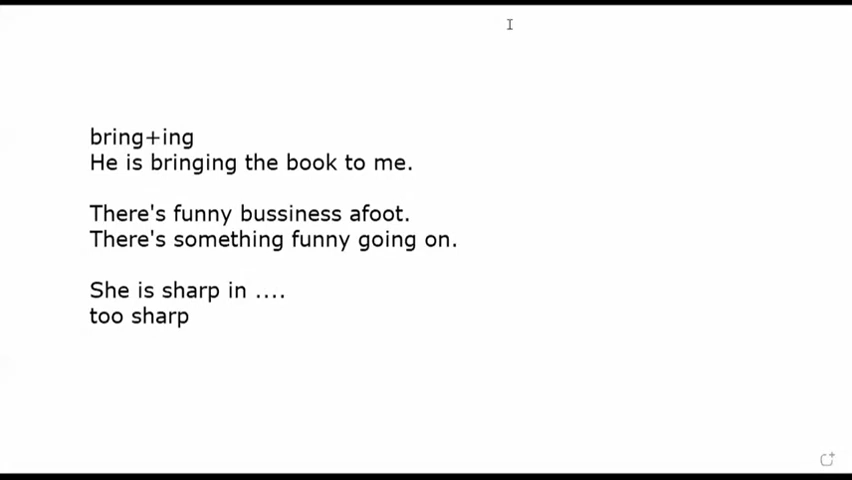 bring+ing
He is bringing the book to me.
There's funny bussiness afoot.
There's something funny going on.
She is sharp in ....
too sharp